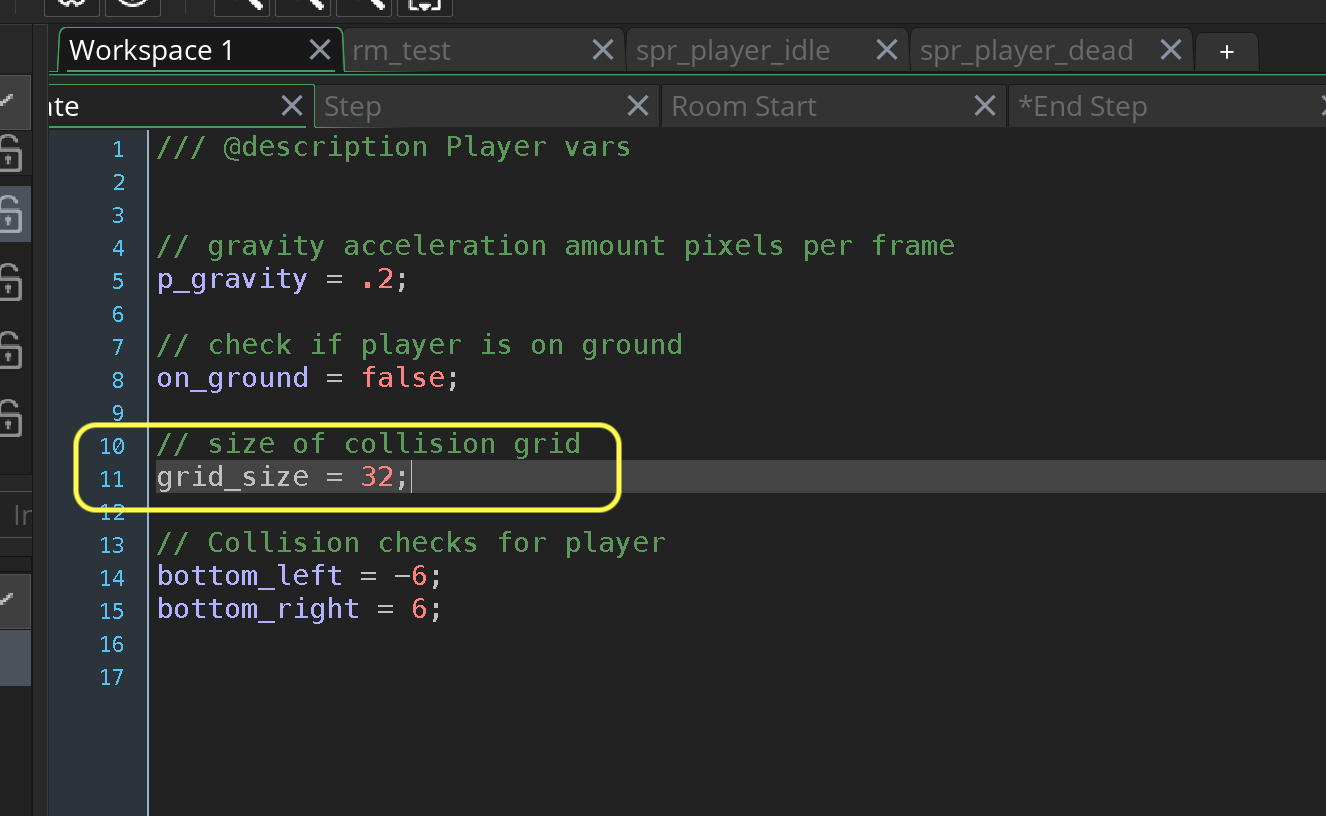 Workspace 1 rm_test spr_player_idle spr_player_dead +
ate Step Room Start *End Step
1 /// @description Player vars
2
3
4 // gravity acceleration amount pixels per frame
5 p_gravity = .2;
6
7 // check if player is on ground
8 on_ground = false;
9
10 // size of collision grid
11 grid_size = 32;
12
In
13 // Collision checks for player
14 bottom_left = -6;
15 bottom_right = 6;
16
17